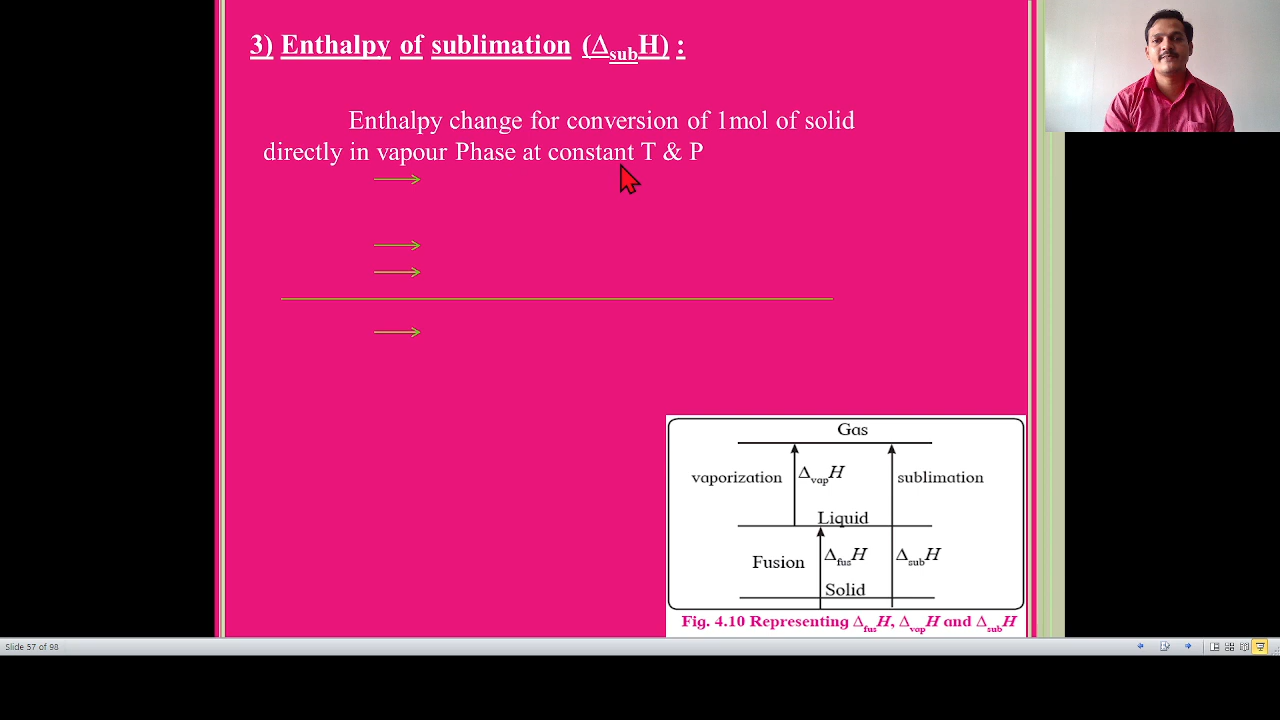 3) Enthalpy of sublimation (ΔsubH) :
Enthalpy change for conversion of 1mol of solid
directly in vapour Phase at constant T & P
Gas
vaporization ΔvapH sublimation
Liquid
Fusion ΔfusH ΔsubH
Solid
Fig. 4.10 Representing ΔfusH, ΔvapH and ΔsubH
Slide 57 of 98